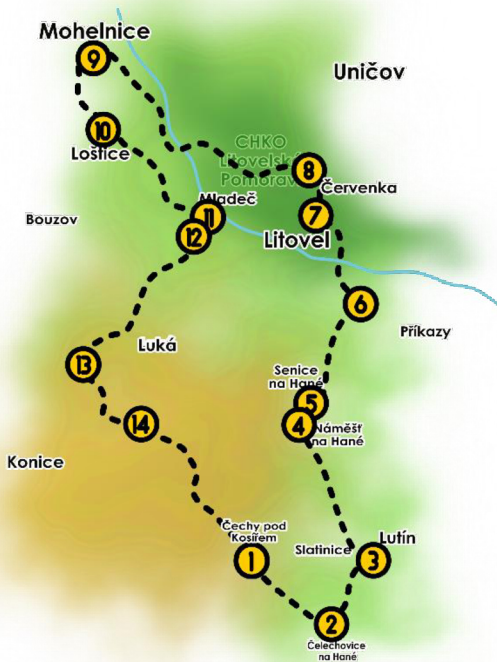 Mohelnice
9
Uničov
10
Loštice
CHKO
Litovelské
Pomoraví
8
Červenka
Mladeč
11
7
Bouzov
12
Litovel
6
Příkazy
Luká
13
Senice
na Hané
5
14
4
Náměšť
na Hané
Konice
Čechy pod
Kosířem
Lutín
Slatinice
1
3
2
Čelechovice
na Hané